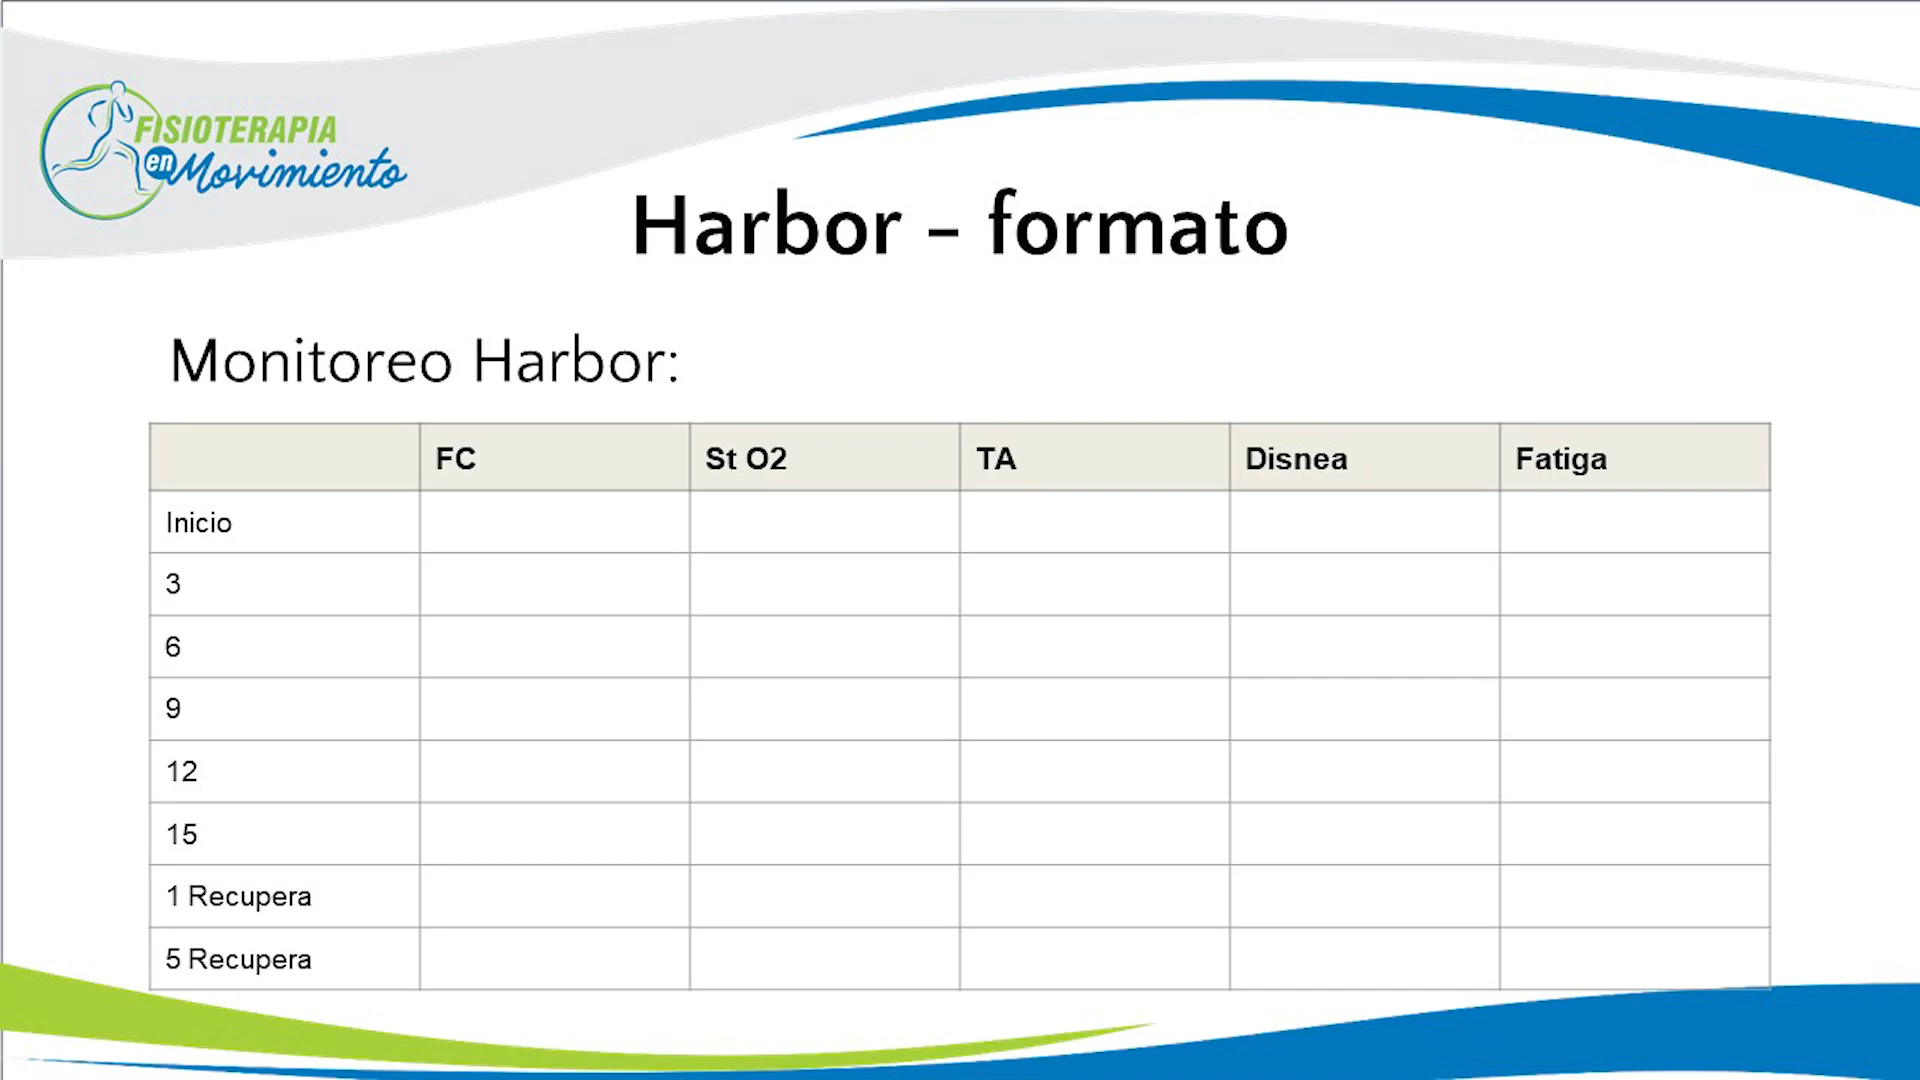 FISIOTERAPIA
en Movimiento
Harbor – formato
Monitoreo Harbor:
FC St O2 TA Disnea Fatiga
Inicio
3
6
9
12
15
1 Recupera
5 Recupera